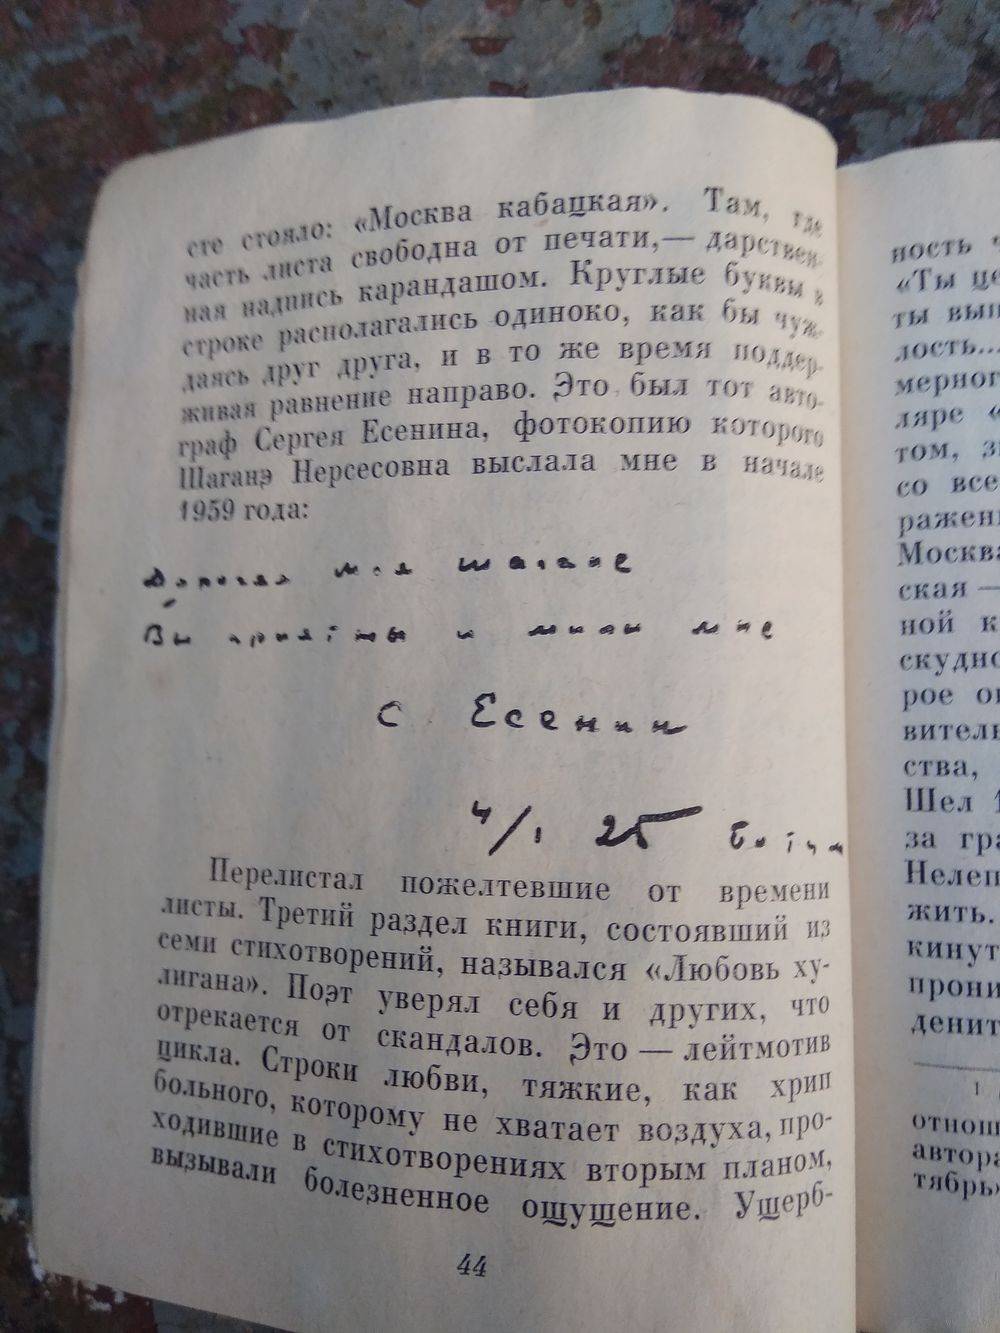 сте стояло: «Москва кабацкая». Там, где
часть листа свободна от печати,— дарствен-
ная надпись карандашом. Круглые буквы в
строке располагались одиноко, как бы чуж-
даясь друг друга, и в то же время поддер-
живая равнение направо. Это был тот авто-
граф Сергея Есенина, фотокопию которого
Шаганэ Нерсесовна выслала мне в начале
1959 года:
Дорогая моя Шагане
Вы приятны и милы мне
С Есенин
4/1 25 Батум
Перелистал пожелтевшие от времени
листы. Третий раздел книги, состоявший из
семи стихотворений, назывался «Любовь ху-
лигана». Поэт уверял себя и других, что
отрекается от скандалов. Это — лейтмотив
цикла. Строки любви, тяжкие, как хрип
больного, которому не хватает воздуха, про-
ходившие в стихотворениях вторым планом,
вызывали болезненное ощущение. Ущерб-
44
ность
«Ты
ты
лость...
мерног
ляре
том,
со все
ражен
Москва
ская —
ной к
скудно
рое
вител
ства,
Шел
за гра
Нелеп
жить.
кинут
прони
денит
1
отнош
автора
тябрь